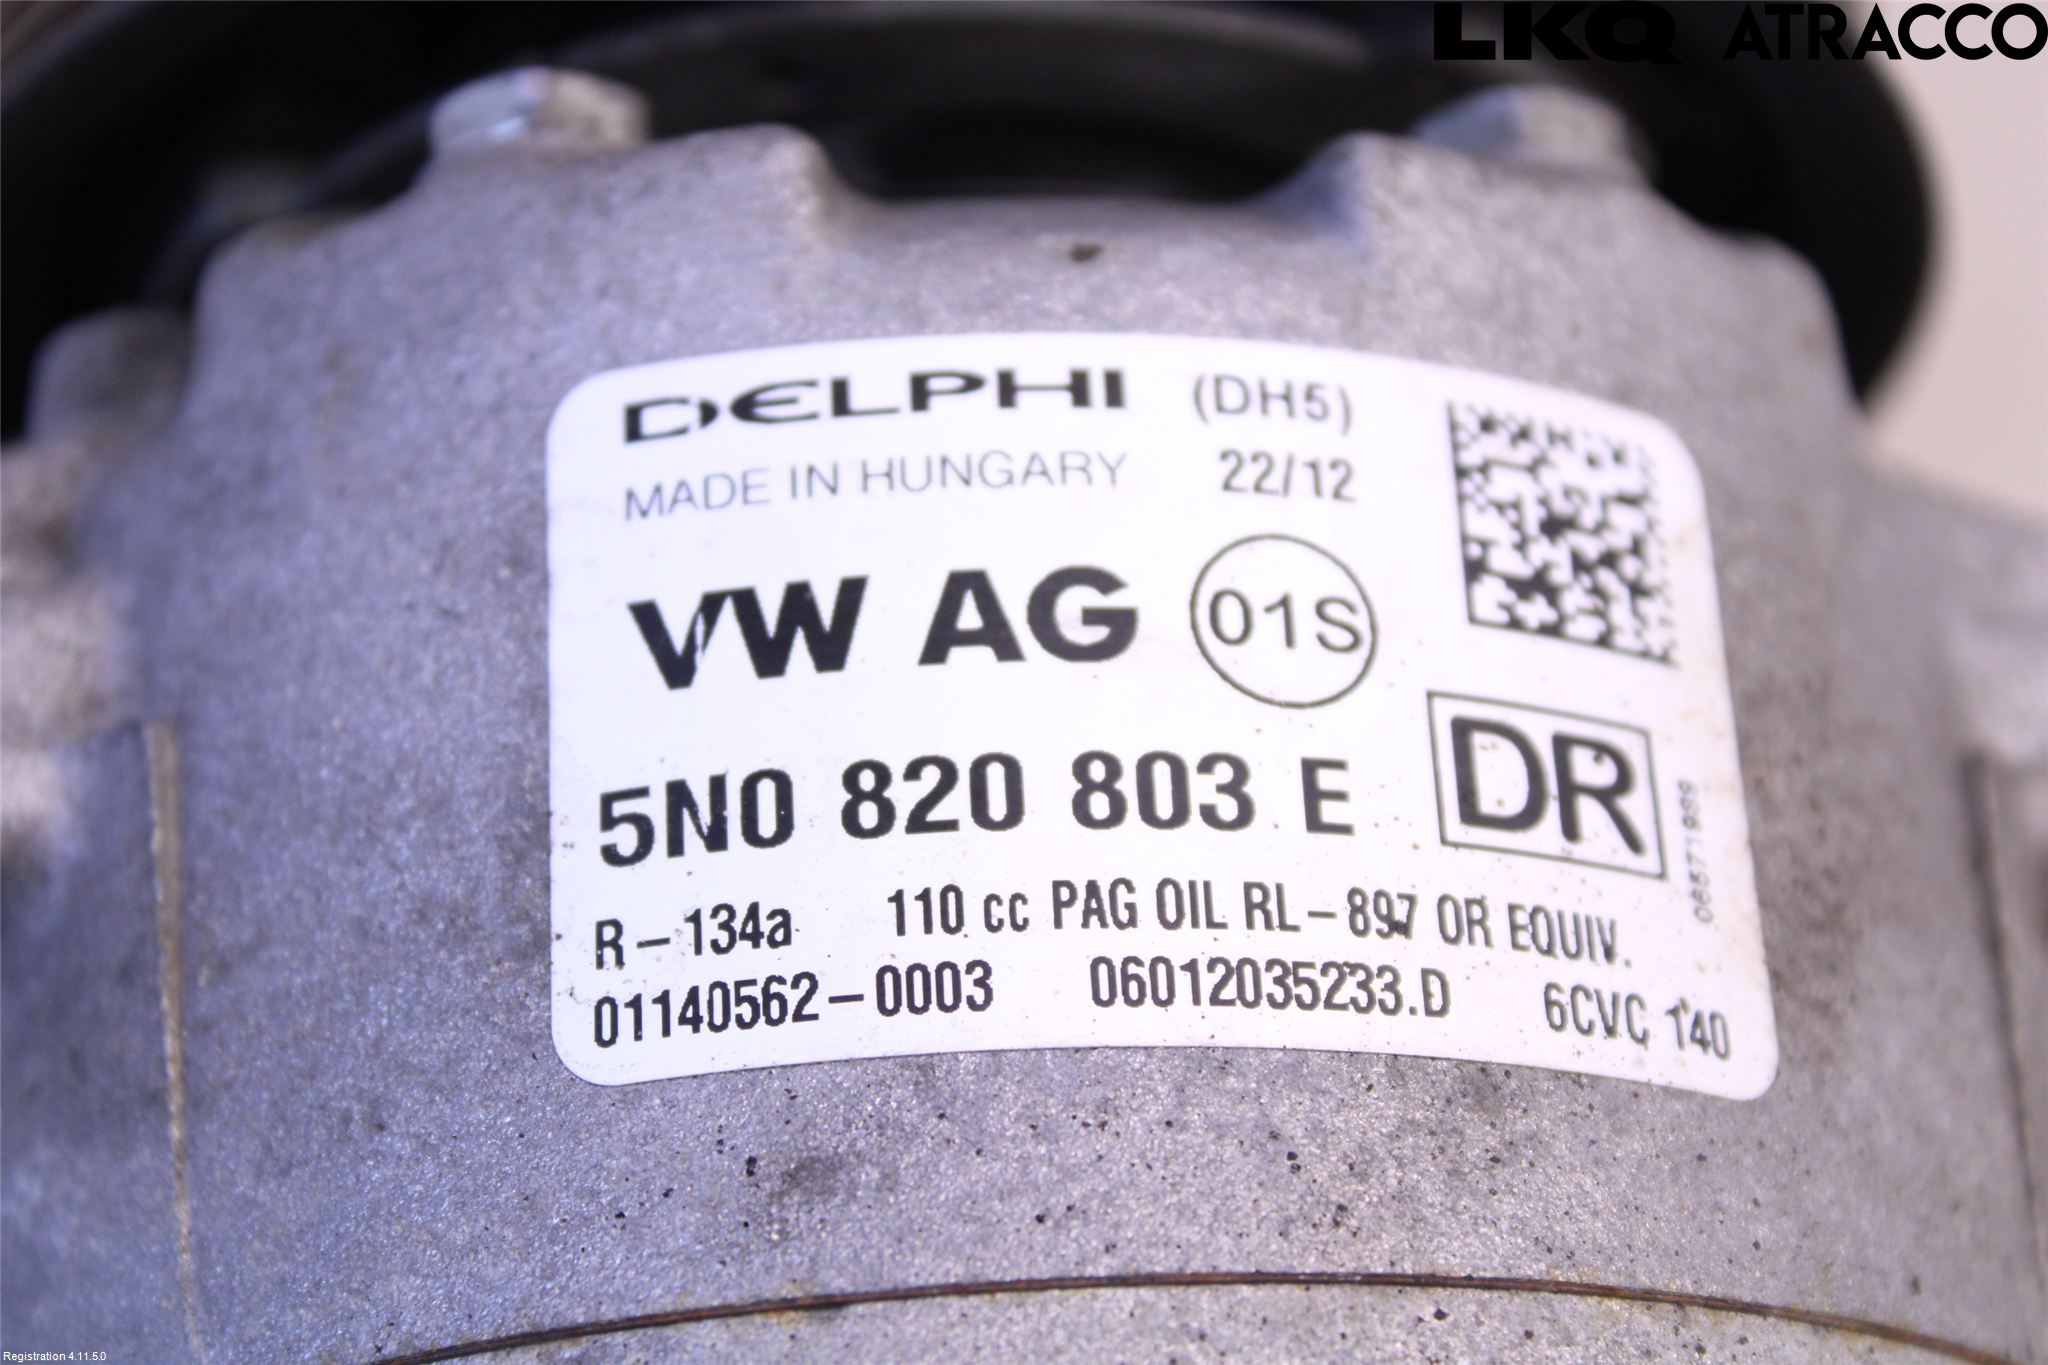 LKQ ATRACCO
DELPHI (DH5)
MADE IN HUNGARY 22/12
VW AG 01S
5N0 820 803 E DR
R-134a 110 cc PAG OIL RL-897 OR EQUIV.
01140562-0003 06012035233.D 6CVC 140
Registration 4.11.5.0